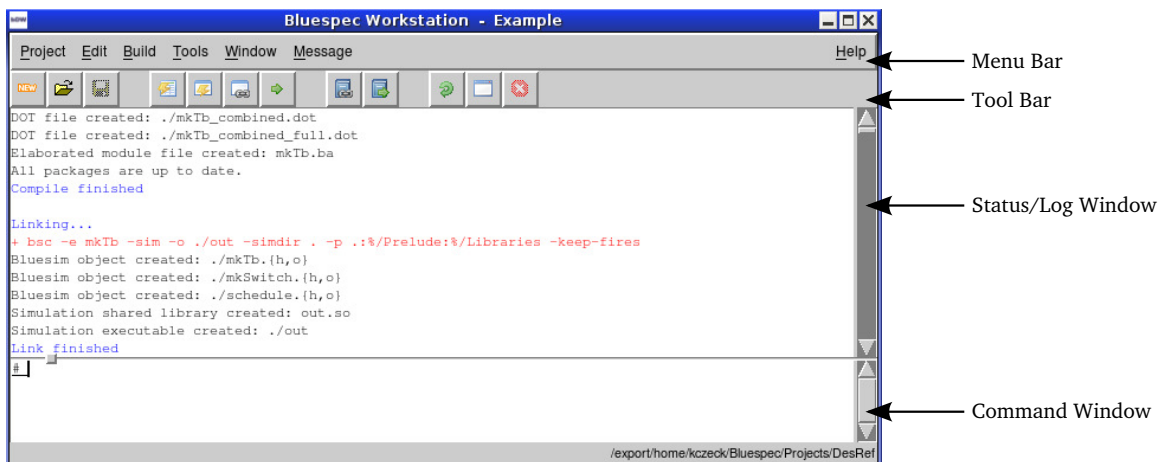 Bluespec Workstation - Example
Project Edit Build Tools Window Message Help
Menu Bar
NEW
Tool Bar
DOT file created: ./mkTb_combined.dot
DOT file created: ./mkTb_combined_full.dot
Elaborated module file created: mkTb.ba
All packages are up to date.
Compile finished
Linking...
Status/Log Window
+ bsc -e mkTb -sim -o ./out -simdir . -p .:%/Prelude:%/Libraries -keep-fires
Bluesim object created: ./mkTb.{h,o}
Bluesim object created: ./mkSwitch.{h,o}
Bluesim object created: ./schedule.{h,o}
Simulation shared library created: out.so
Simulation executable created: ./out
Link finished
#
Command Window
/export/home/kczeck/Bluespec/Projects/DesRef